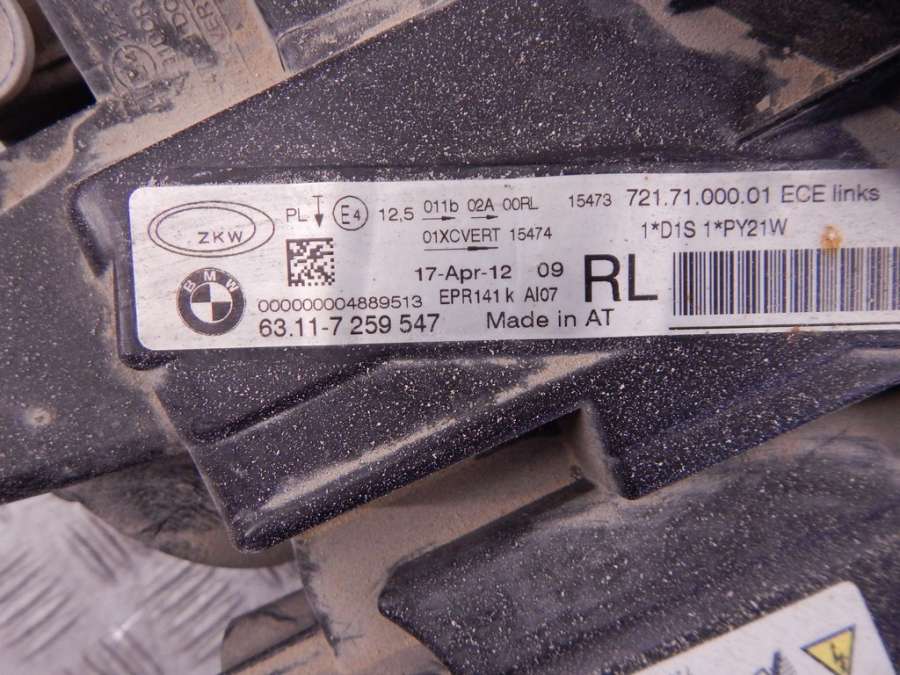 ZKW
PL T E4 12,5 011b 02A 00RL 15473 721.71.000.01 ECE links
01XCVERT 15474 1*D1S 1*PY21W
BMW
17-Apr-12 09 RL
000000004889513 EPR141 k AI07
63.11-7 259 547 Made in AT